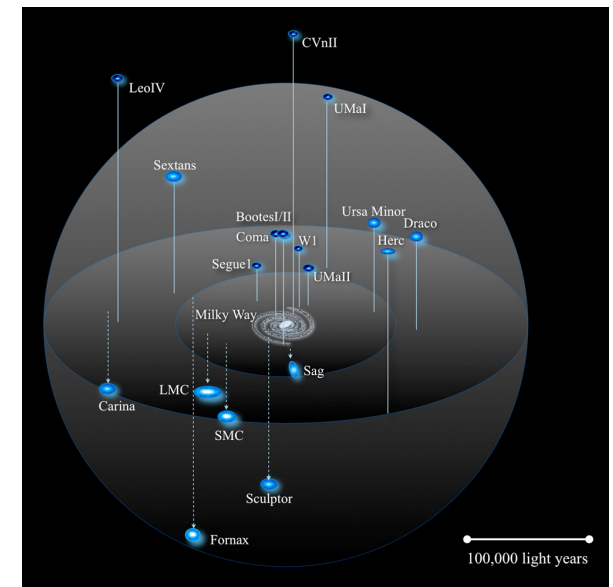 CVnII
LeoIV
UMaI
Sextans
BootesI/II
Ursa Minor
Draco
Coma
W1
Herc
Segue1
UMaII
Milky Way
Sag
LMC
Carina
SMC
Sculptor
Fornax
100,000 light years